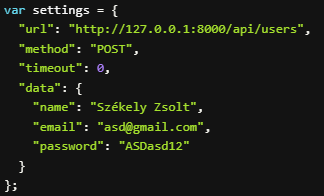 var settings = {
"url": "http://127.0.0.1:8000/api/users",
"method": "POST",
"timeout": 0,
"data": {
"name": "Székely Zsolt",
"email": "asd@gmail.com",
"password": "ASDasd12"
}
};